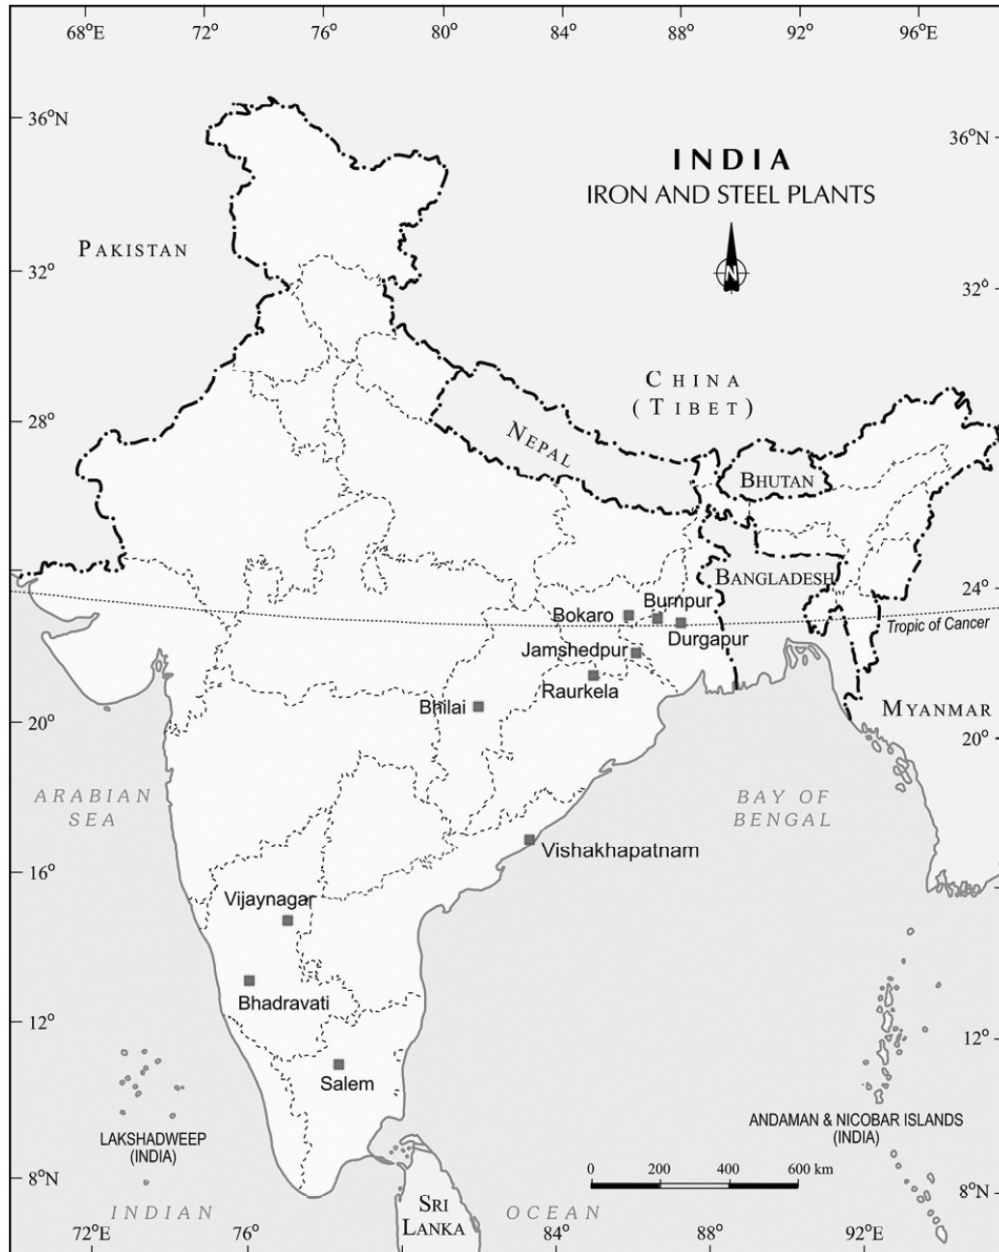 68°E 72° 76° 80° 84° 88° 92° 96°E
36°N
36°N
INDIA
IRON AND STEEL PLANTS
N
PAKISTAN
32°
32°
CHINA
(TIBET)
28°
NEPAL
BHUTAN
BANGLADESH
24°
Tropic of Cancer
Bokaro
Burnpur
Durgapur
Jamshedpur
Raurkela
Bhilai
MYANMAR
20°
20°
ARABIAN
SEA
BAY OF
BENGAL
Vishakhapatnam
16°
Vijaynagar
Bhadravati
12°
12°
Salem
LAKSHADWEEP
(INDIA)
ANDAMAN & NICOBAR ISLANDS
(INDIA)
0 200 400 600 km
8°N
8°N
SRI
LANKA
INDIAN OCEAN
72°E 76° 84° 88° 92°E